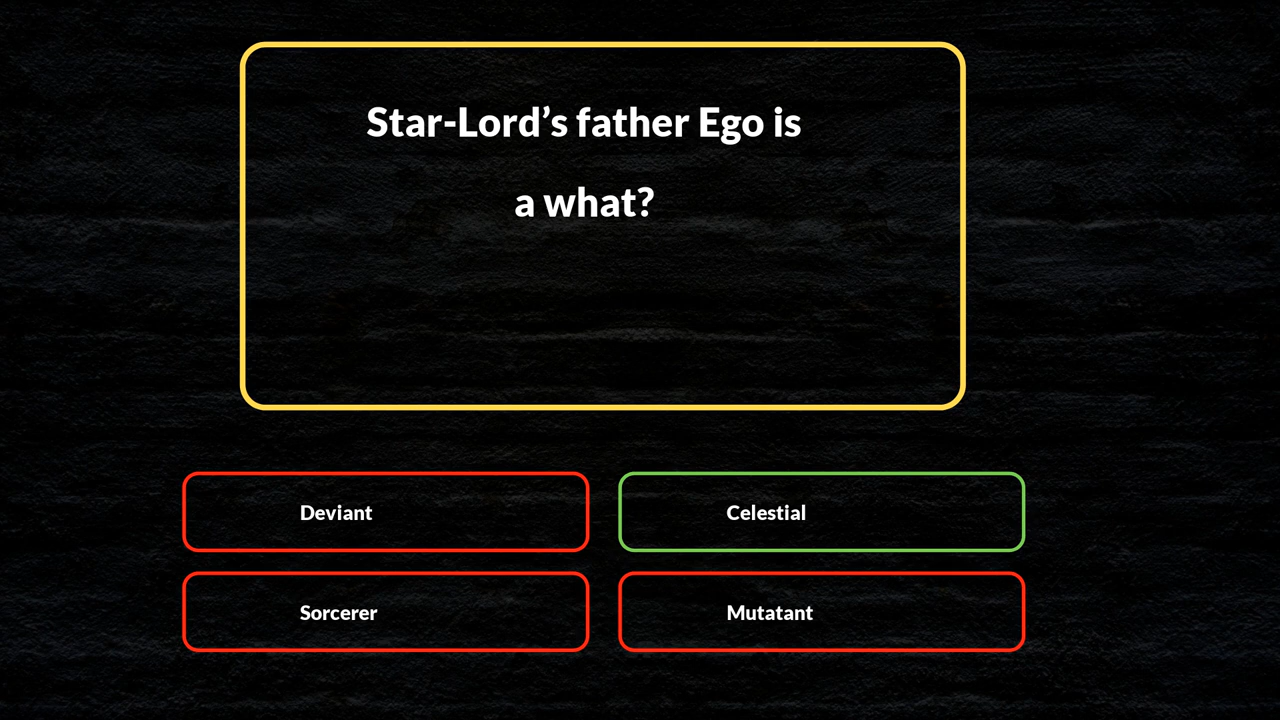 Star-Lord’s father Ego is
a what?
Deviant
Celestial
Sorcerer
Mutatant